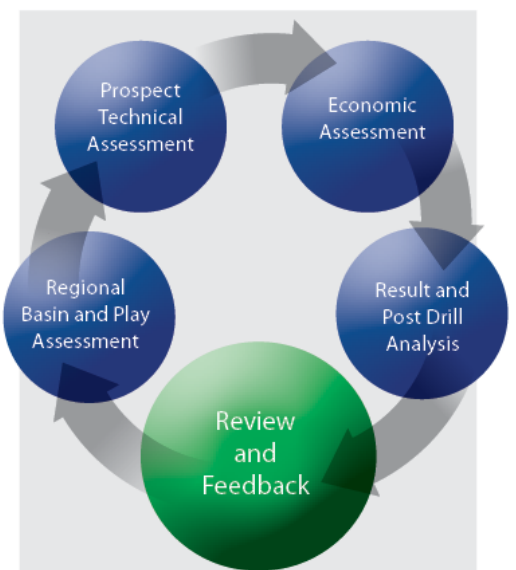 Prospect
Technical
Assessment
Economic
Assessment
Regional
Basin and Play
Assessment
Result and
Post Drill
Analysis
Review
and
Feedback